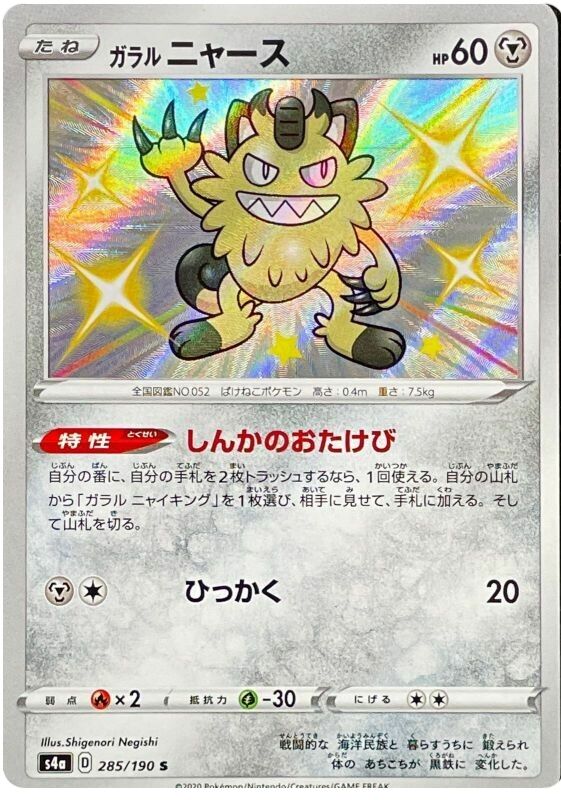 たね ガラル ニャース HP60
全国図鑑NO.052 ばけねこポケモン 高さ:0.4m 重さ:7.5kg
特性 とくせい しんかのおたけび
自分の番に、自分の手札を2枚トラッシュするなら、1回使える。自分の山札
から「ガラル ニャイキング」を1枚選び、相手に見せて、手札に加える。そし
て山札を切る。
ひっかく 20
弱点 ×2 抵抗力 -30 にげる
Illus.Shigenori Negishi
戦闘的な 海洋民族と 暮らすうちに 鍛えられ
体の あちこちが 黒鉄に 変化した。
s4a D 285/190 S
©2020 Pokémon/Nintendo/Creatures/GAME FREAK